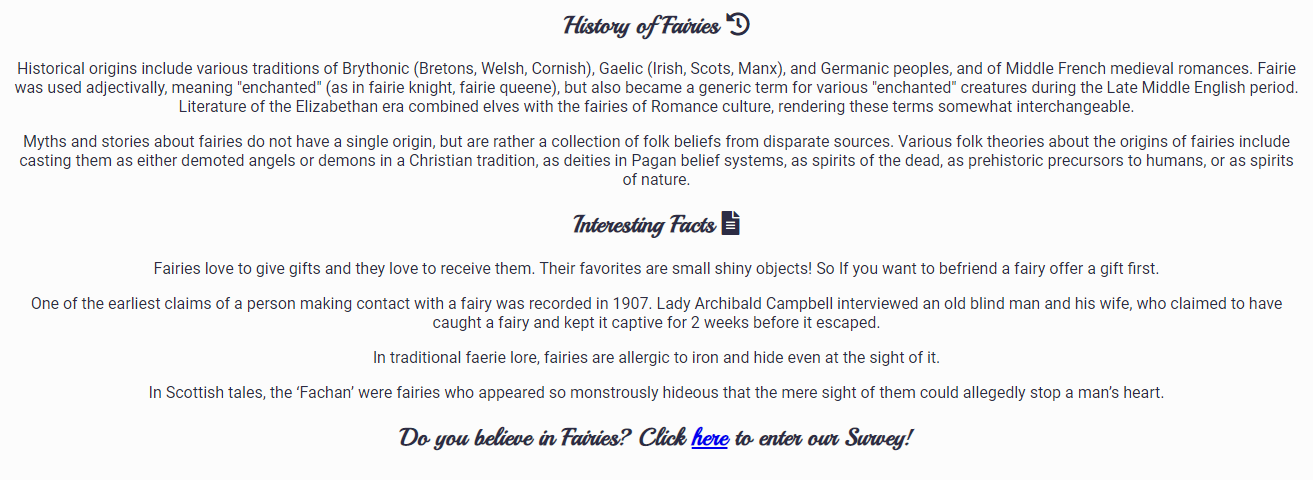 History of Fairies
Historical origins include various traditions of Brythonic (Bretons, Welsh, Cornish), Gaelic (Irish, Scots, Manx), and Germanic peoples, and of Middle French medieval romances. Fairie
was used adjectivally, meaning "enchanted" (as in fairie knight, fairie queene), but also became a generic term for various "enchanted" creatures during the Late Middle English period.
Literature of the Elizabethan era combined elves with the fairies of Romance culture, rendering these terms somewhat interchangeable.
Myths and stories about fairies do not have a single origin, but are rather a collection of folk beliefs from disparate sources. Various folk theories about the origins of fairies include
casting them as either demoted angels or demons in a Christian tradition, as deities in Pagan belief systems, as spirits of the dead, as prehistoric precursors to humans, or as spirits
of nature.
Interesting Facts
Fairies love to give gifts and they love to receive them. Their favorites are small shiny objects! So If you want to befriend a fairy offer a gift first.
One of the earliest claims of a person making contact with a fairy was recorded in 1907. Lady Archibald Campbell interviewed an old blind man and his wife, who claimed to have
caught a fairy and kept it captive for 2 weeks before it escaped.
In traditional faerie lore, fairies are allergic to iron and hide even at the sight of it.
In Scottish tales, the ‘Fachan’ were fairies who appeared so monstrously hideous that the mere sight of them could allegedly stop a man’s heart.
Do you believe in Fairies? Click here to enter our Survey!